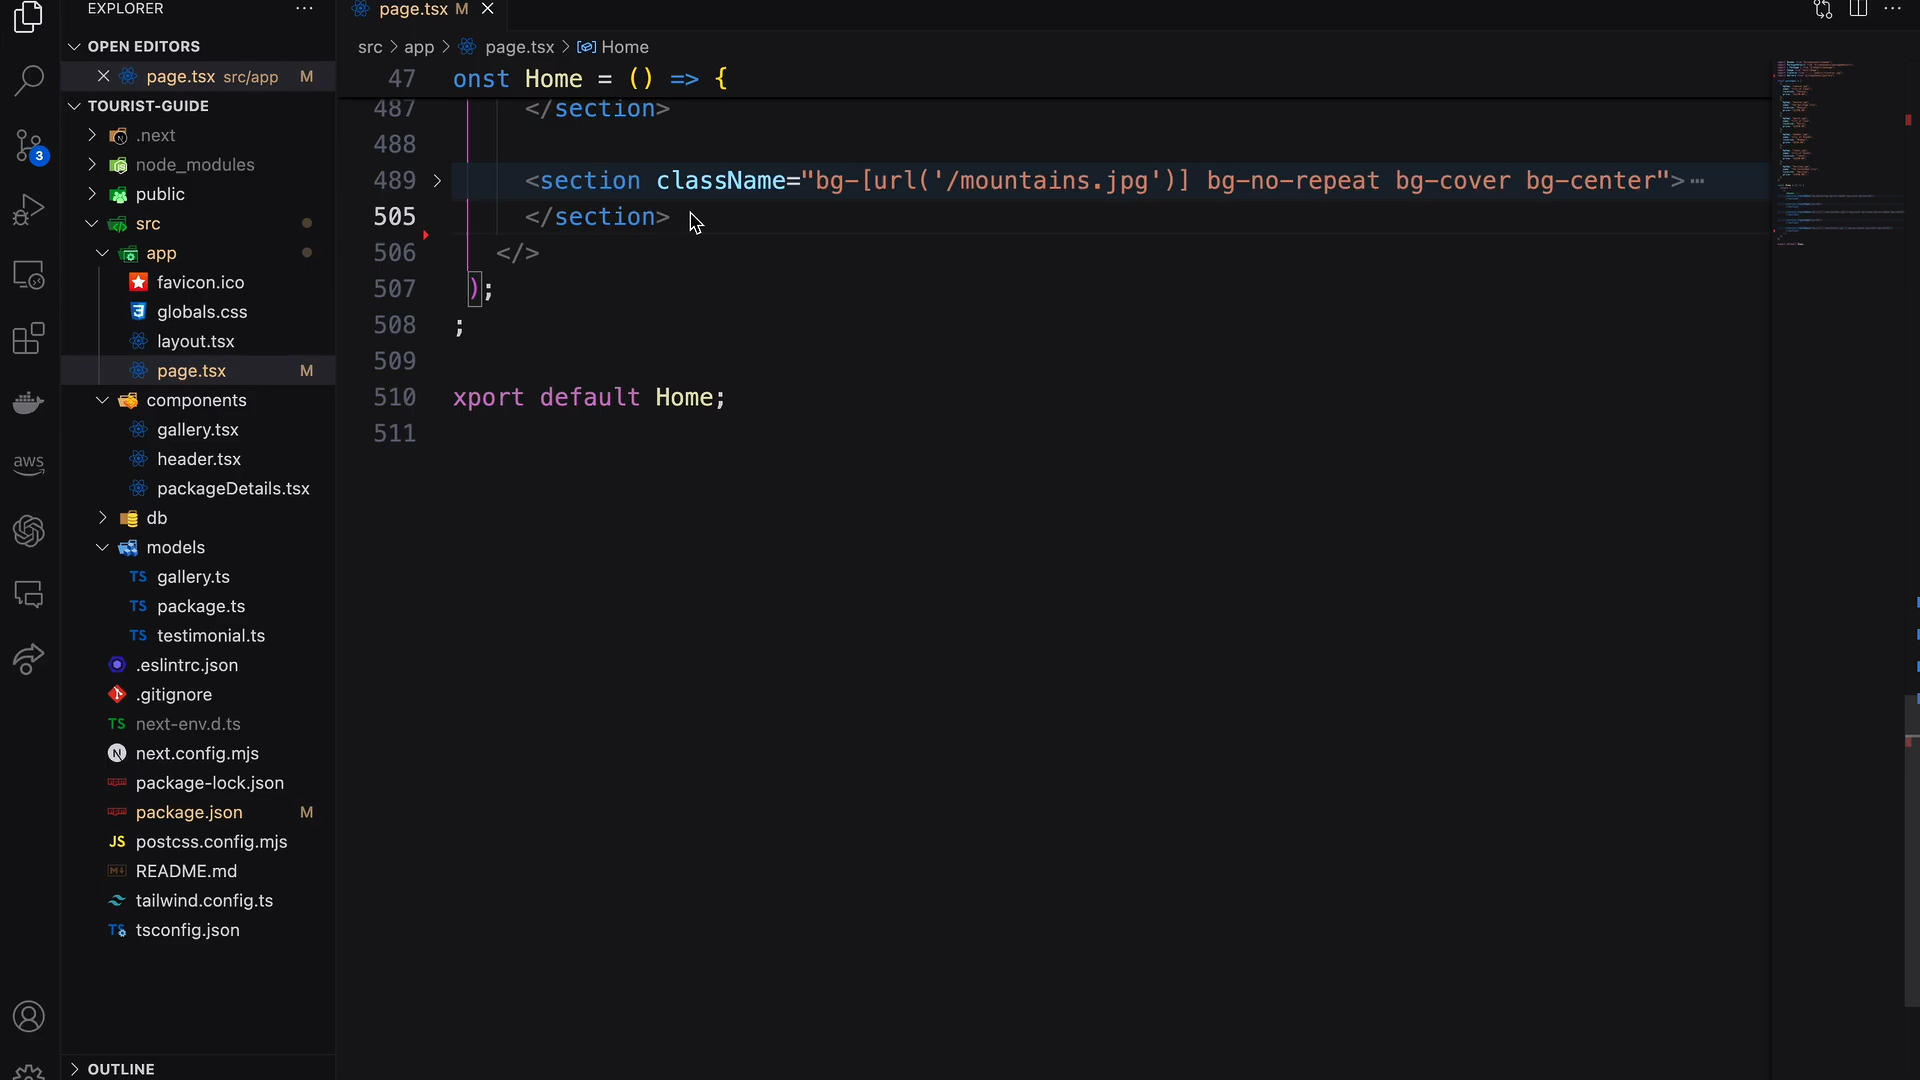 EXPLORER
OPEN EDITORS
page.tsx src/app M
TOURIST-GUIDE
.next
node_modules
public
src
app
favicon.ico
globals.css
layout.tsx
page.tsx M
components
gallery.tsx
header.tsx
packageDetails.tsx
db
models
gallery.ts
package.ts
testimonial.ts
.eslintrc.json
.gitignore
next-env.d.ts
next.config.mjs
package-lock.json
package.json M
postcss.config.mjs
README.md
tailwind.config.ts
tsconfig.json
OUTLINE
3
aws
page.tsx M
src > app > page.tsx > Home
47 onst Home = () => {
487 </section>
488
489 <section className="bg-[url('/mountains.jpg')] bg-no-repeat bg-cover bg-center">
505 </section>
506 </>
507 );
508 ;
509
510 xport default Home;
511